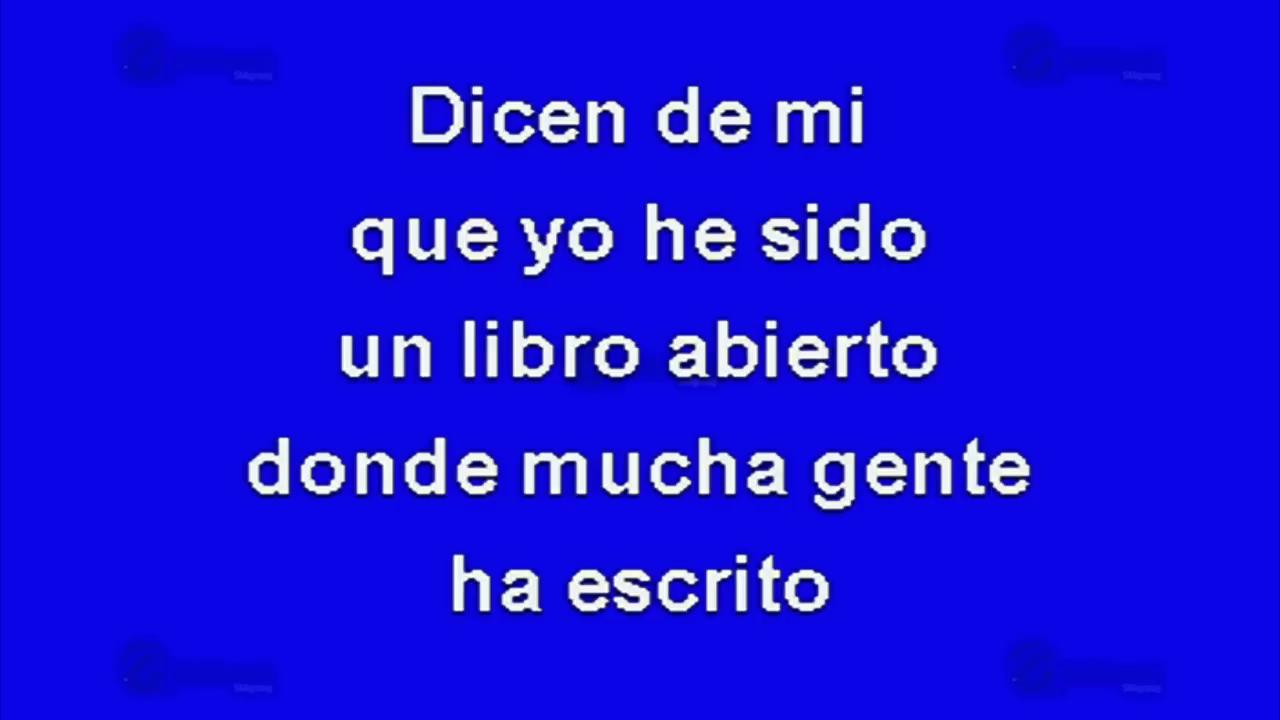 Dicen de mi
que yo he sido
un libro abierto
donde mucha gente
ha escrito